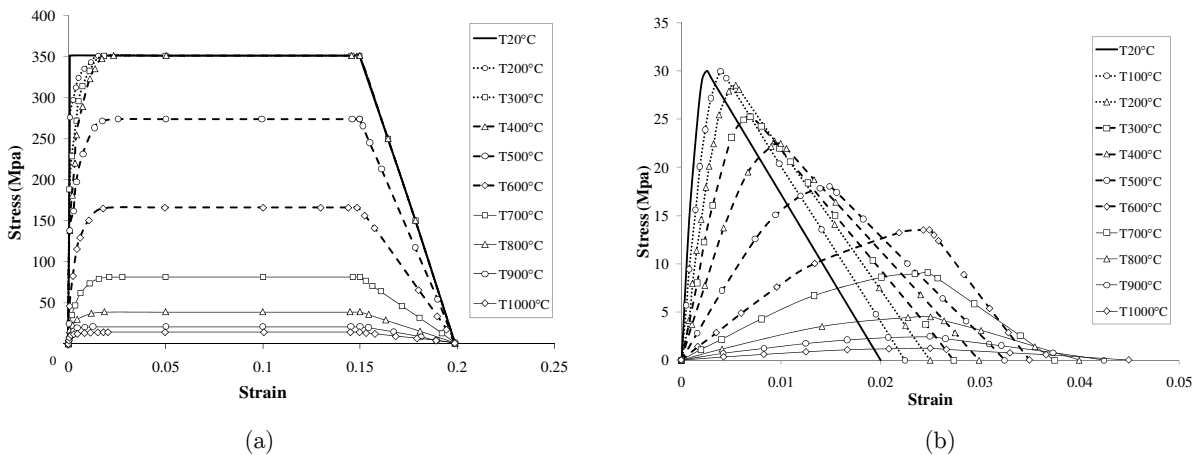 400
350
300
250
200
150
100
50
0
0
0.05
0.1
0.15
0.2
0.25
Stress (Mpa)
Strain
T20°C
T200°C
T300°C
T400°C
T500°C
T600°C
T700°C
T800°C
T900°C
T1000°C
(a)
35
30
25
20
15
10
5
0
0
0.01
0.02
0.03
0.04
0.05
Stress (Mpa)
Strain
T20°C
T100°C
T200°C
T300°C
T400°C
T500°C
T600°C
T700°C
T800°C
T900°C
T1000°C
(b)